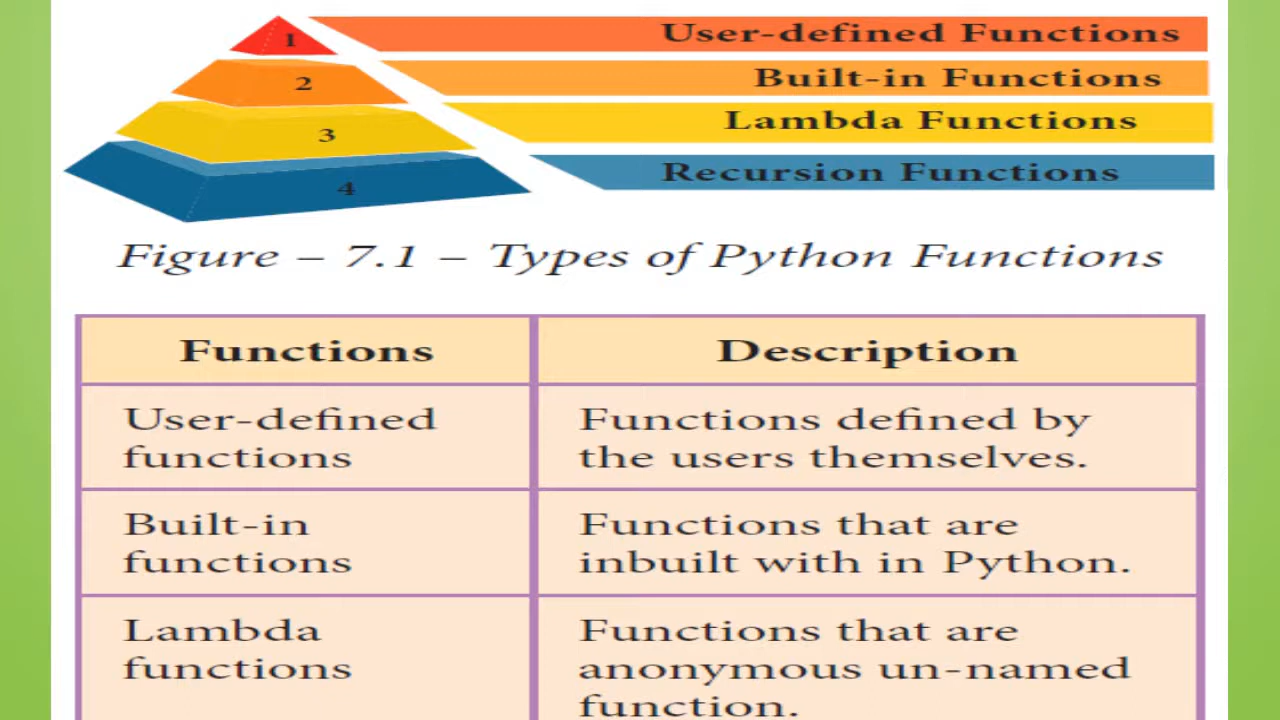 1 User-defined Functions
2 Built-in Functions
3 Lambda Functions
4 Recursion Functions
Figure – 7.1 – Types of Python Functions
Functions Description
User-defined Functions defined by
functions the users themselves.
Built-in Functions that are
functions inbuilt with in Python.
Lambda Functions that are
functions anonymous un-named
function.